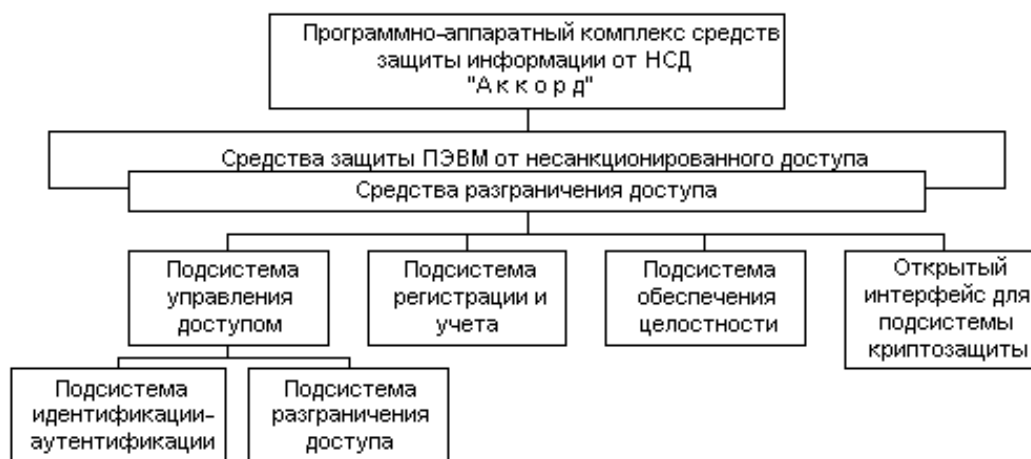 Программно-аппаратный комплекс средств
защиты информации от НСД
"А к к о р д"
Средства защиты ПЭВМ от несанкционированного доступа
Средства разграничения доступа
Подсистема
управления
доступом
Подсистема
регистрации и
учета
Подсистема
обеспечения
целостности
Открытый
интерфейс для
подсистемы
криптозащиты
Подсистема
идентификации-
аутентификации
Подсистема
разграничения
доступа